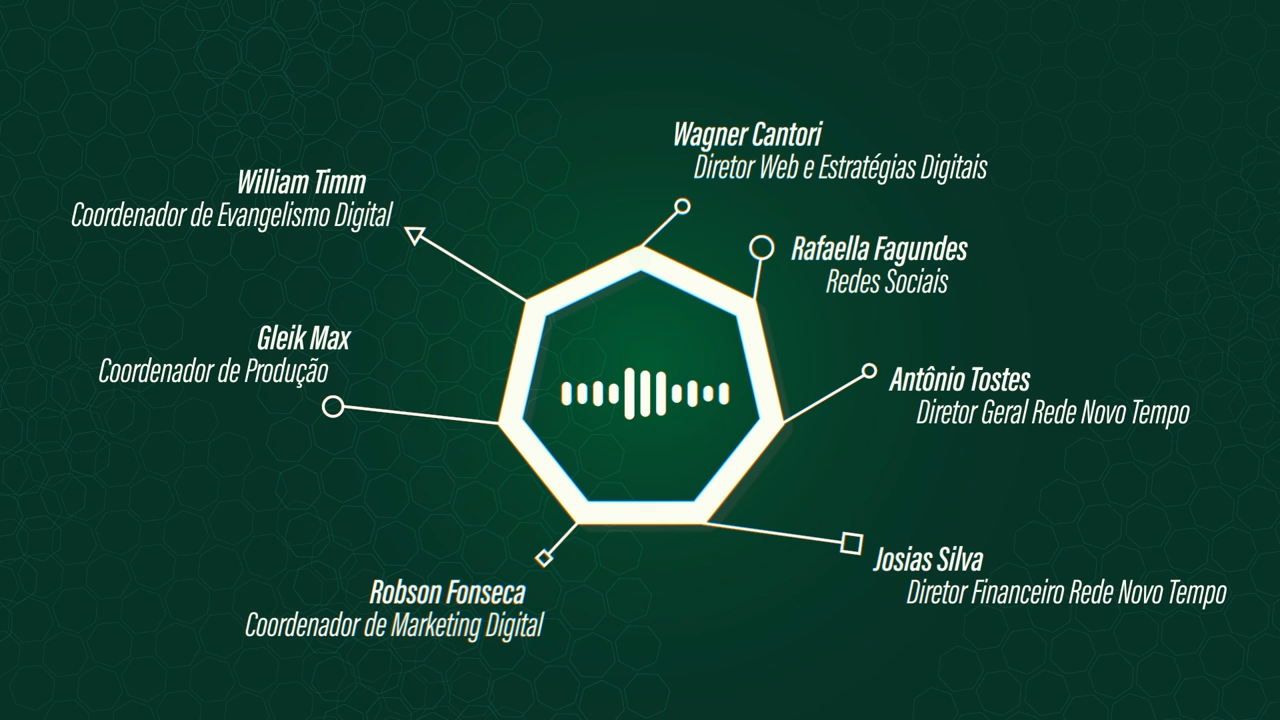 Wagner Cantori
Diretor Web e Estratégias Digitais
William Timm
Coordenador de Evangelismo Digital
Rafaella Fagundes
Redes Sociais
Gleik Max
Coordenador de Produção
Antônio Tostes
Diretor Geral Rede Novo Tempo
Josias Silva
Diretor Financeiro Rede Novo Tempo
Robson Fonseca
Coordenador de Marketing Digital